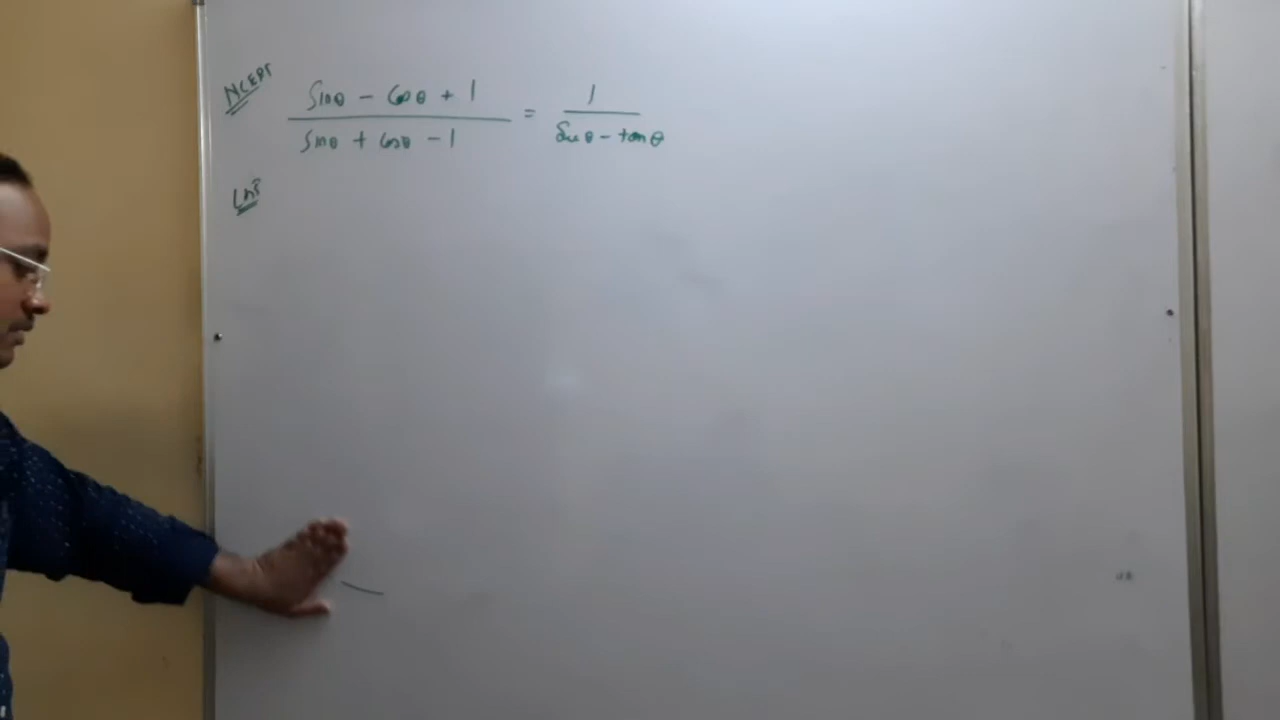 NCERT
sinθ - cosθ + 1 / sinθ + cosθ - 1 = 1 / secθ - tanθ
LHS